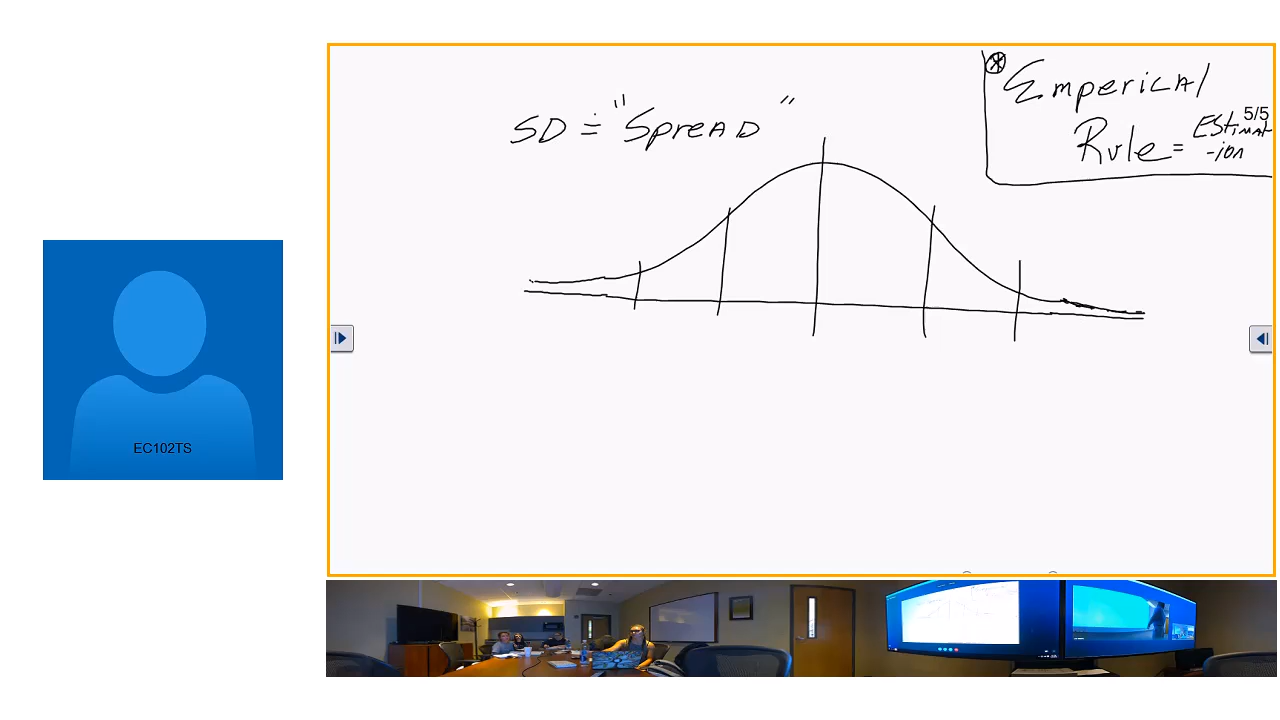 SD ≐ "Spread"
Emperical
5/5
Rule = Estimat
-ion
EC102TS